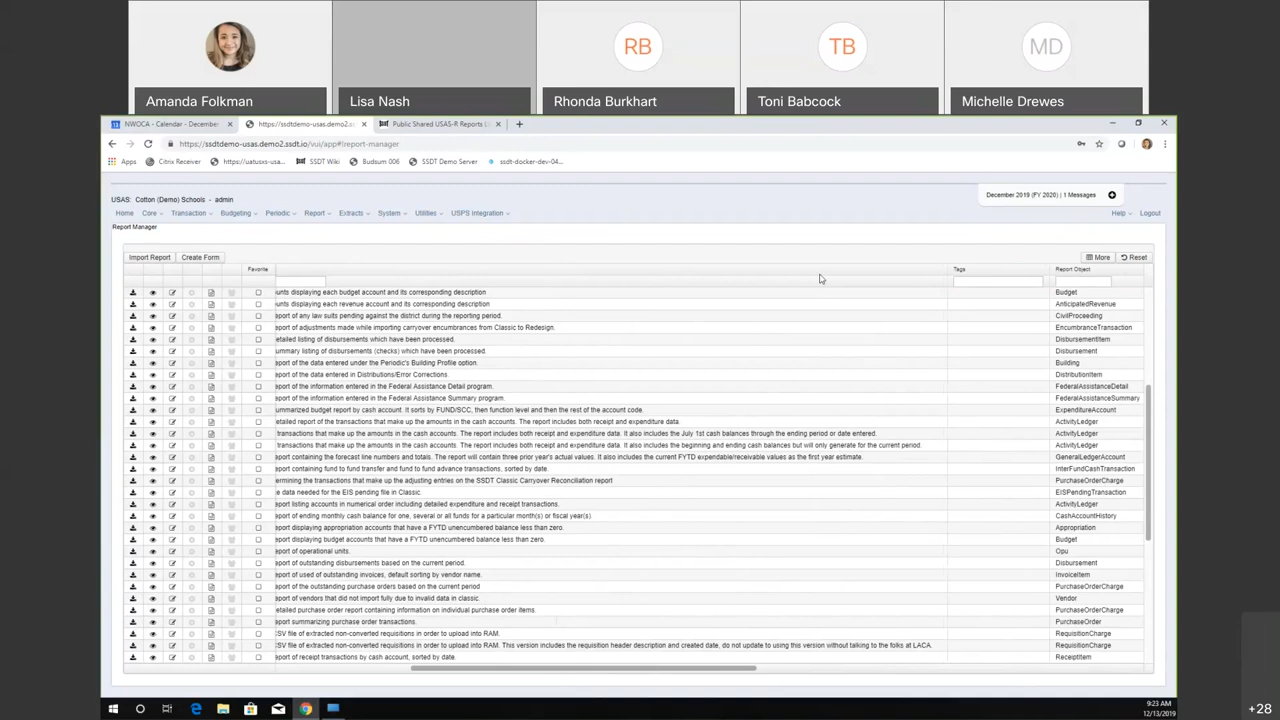 RB
TB
MD
Amanda Folkman
Lisa Nash
Rhonda Burkhart
Toni Babcock
Michelle Drewes
NWOCA - Calendar - December
https://ssdtdemo-usas.demo2.ss
Public Shared USAS-R Reports L
https://ssdtdemo-usas.demo2.ssdt.io/vui/app#!report-manager
Apps
Citrix Receiver
https://uatusxs-usa...
SSDT Wiki
Budsum 006
SSDT Demo Server
ssdt-docker-dev-04...
December 2019 (FY 2020) | 1 Messages
USAS: Cotton (Demo) Schools - admin
Home Core Transaction Budgeting Periodic Report Extracts System Utilities USPS Integration Help Logout
Report Manager
Import Report Create Form More Reset
Favorite Tags Report Object
unts displaying each budget account and its corresponding description Budget
unts displaying each revenue account and its corresponding description AnticipatedRevenue
eport of any law suits pending against the district during the reporting period. CivilProceeding
eport of adjustments made while importing carryover encumbrances from Classic to Redesign. EncumbranceTransaction
etailed listing of disbursements which have been processed. DisbursementItem
ummary listing of disbursements (checks) which have been processed. Disbursement
eport of the data entered under the Periodic's Building Profile option. Building
eport of the data entered in Distributions/Error Corrections. DistributionItem
eport of the information entered in the Federal Assistance Detail program. FederalAssistanceDetail
eport of the information entered in the Federal Assistance Summary program. FederalAssistanceSummary
ummarized budget report by cash account. It sorts by FUND/SCC, then function level and then the rest of the account code. ExpenditureAccount
etailed report of the transactions that make up the amounts in the cash accounts. The report includes both receipt and expenditure data. ActivityLedger
transactions that make up the amounts in the cash accounts. The report includes both receipt and expenditure data. It also includes the July 1st cash balances through the ending period or date entered. ActivityLedger
transactions that make up the amounts in the cash accounts. The report includes both receipt and expenditure data. It also includes the beginning and ending cash balances but will only generate for the current period. ActivityLedger
eport containing the forecast line numbers and totals. The report will contain three prior year's actual values. It also includes the current FYTD expendable/receivable values as the first year estimate. GeneralLedgerAccount
eport containing fund to fund transfer and fund to fund advance transactions, sorted by date. InterFundCashTransaction
ermining the transactions that make up the adjusting entries on the SSDT Classic Carryover Reconciliation report PurchaseOrderCharge
e data needed for the EIS pending file in Classic. EISPendingTransaction
eport listing accounts in numerical order including detailed expenditure and receipt transactions. ActivityLedger
eport of ending monthly cash balance for one, several or all funds for a particular month(s) or fiscal year(s). CashAccountHistory
eport displaying appropriation accounts that have a FYTD unencumbered balance less than zero. Appropriation
eport displaying budget accounts that have a FYTD unencumbered balance less than zero. Budget
eport of operational units. Opu
eport of outstanding disbursements based on the current period. Disbursement
eport of used of outstanding invoices, default sorting by vendor name. InvoiceItem
eport of the outstanding purchase orders based on the current period PurchaseOrderCharge
eport of vendors that did not import fully due to invalid data in classic. Vendor
etailed purchase order report containing information on individual purchase order items. PurchaseOrderCharge
eport summarizing purchase order transactions. PurchaseOrder
CSV file of extracted non-converted requisitions in order to upload into RAM. RequisitionCharge
CSV file of extracted non-converted requisitions in order to upload into RAM. This version includes the requisition header description and created date, do not update to using this version without talking to the folks at LACA. RequisitionCharge
eport of receipt transactions by cash account, sorted by date. ReceiptItem
9:23 AM
12/13/2019
+28